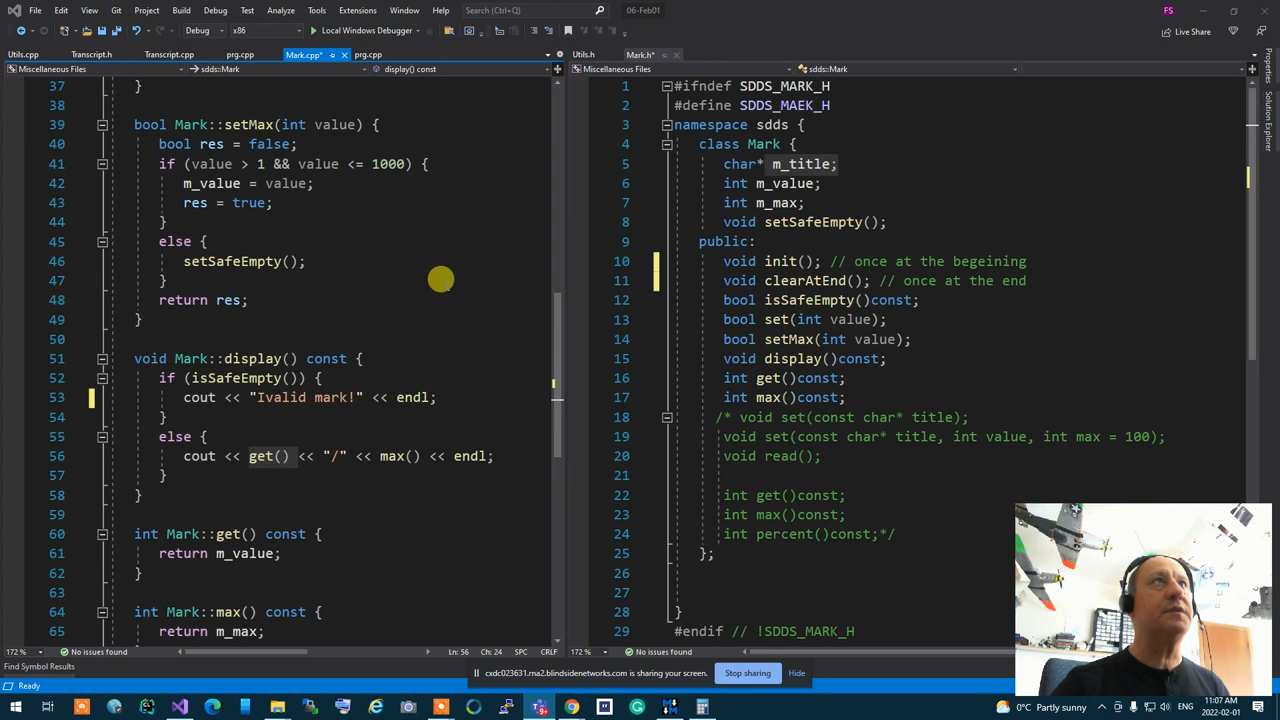 File Edit View Git Project Build Debug Test Analyze Tools Extensions Window Help Search (Ctrl+Q) 06-Feb01 FS
Debug x86 Local Windows Debugger Live Share
Utils.cpp Transcript.h Transcript.cpp prg.cpp Mark.cpp* prg.cpp Utils.h Mark.h*
Miscellaneous Files sdds::Mark display() const Miscellaneous Files sdds::Mark
Properties
Solution Explorer
37 }
38
39 bool Mark::setMax(int value) {
40 bool res = false;
41 if (value > 1 && value <= 1000) {
42 m_value = value;
43 res = true;
44 }
45 else {
46 setSafeEmpty();
47 }
48 return res;
49 }
50
51 void Mark::display() const {
52 if (isSafeEmpty()) {
53 cout << "Ivalid mark!" << endl;
54 }
55 else {
56 cout << get() << "/" << max() << endl;
57 }
58 }
59
60 int Mark::get() const {
61 return m_value;
62 }
63
64 int Mark::max() const {
65 return m_max;
1 #ifndef SDDS_MARK_H
2 #define SDDS_MAEK_H
3 namespace sdds {
4 class Mark {
5 char* m_title;
6 int m_value;
7 int m_max;
8 void setSafeEmpty();
9 public:
10 void init(); // once at the begeining
11 void clearAtEnd(); // once at the end
12 bool isSafeEmpty()const;
13 bool set(int value);
14 bool setMax(int value);
15 void display()const;
16 int get()const;
17 int max()const;
18 /* void set(const char* title);
19 void set(const char* title, int value, int max = 100);
20 void read();
21
22 int get()const;
23 int max()const;
24 int percent()const;*/
25 };
26
27
28 }
29 #endif // !SDDS_MARK_H
172 % No issues found Ln: 56 Ch: 24 SPC CRLF 172 % No issues found
Find Symbol Results
cxdc023631.rna2.blindsidenetworks.com is sharing your screen. Stop sharing Hide
Ready
0°C Partly sunny 11:07 AM
2022-02-01